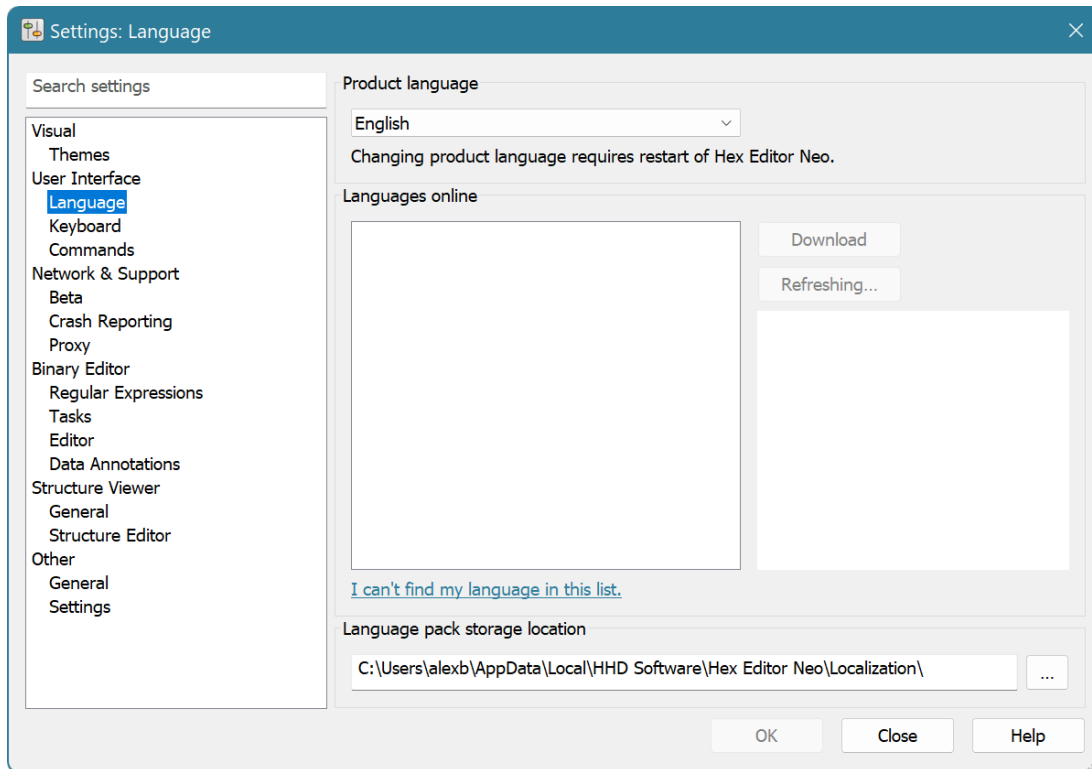 Settings: Language
Search settings
Visual
Themes
User Interface
Language
Keyboard
Commands
Network & Support
Beta
Crash Reporting
Proxy
Binary Editor
Regular Expressions
Tasks
Editor
Data Annotations
Structure Viewer
General
Structure Editor
Other
General
Settings
Product language
English
Changing product language requires restart of Hex Editor Neo.
Languages online
Download
Refreshing...
I can't find my language in this list.
Language pack storage location
C:\Users\alexb\AppData\Local\HHD Software\Hex Editor Neo\Localization\
...
OK
Close
Help